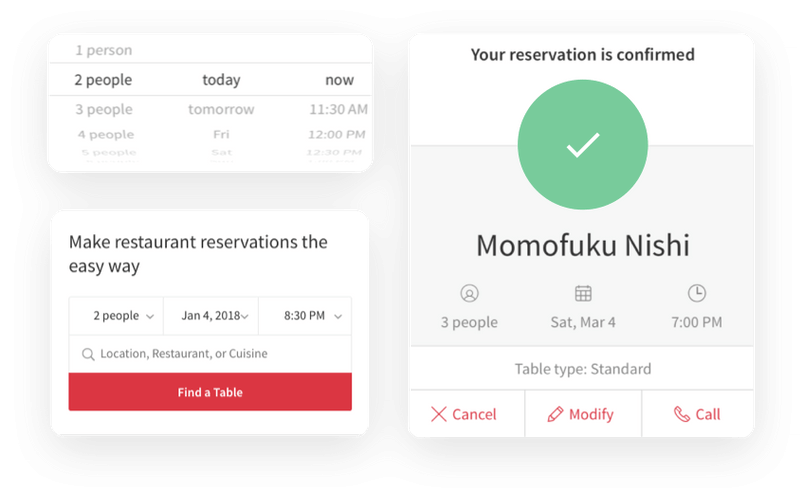 1 person
2 people today now
3 people tomorrow 11:30 AM
4 people Fri 12:00 PM
5 people Sat 12:30 PM
Make restaurant reservations the
easy way
2 people Jan 4, 2018 8:30 PM
Location, Restaurant, or Cuisine
Find a Table
Your reservation is confirmed
Momofuku Nishi
3 people Sat, Mar 4 7:00 PM
Table type: Standard
Cancel Modify Call